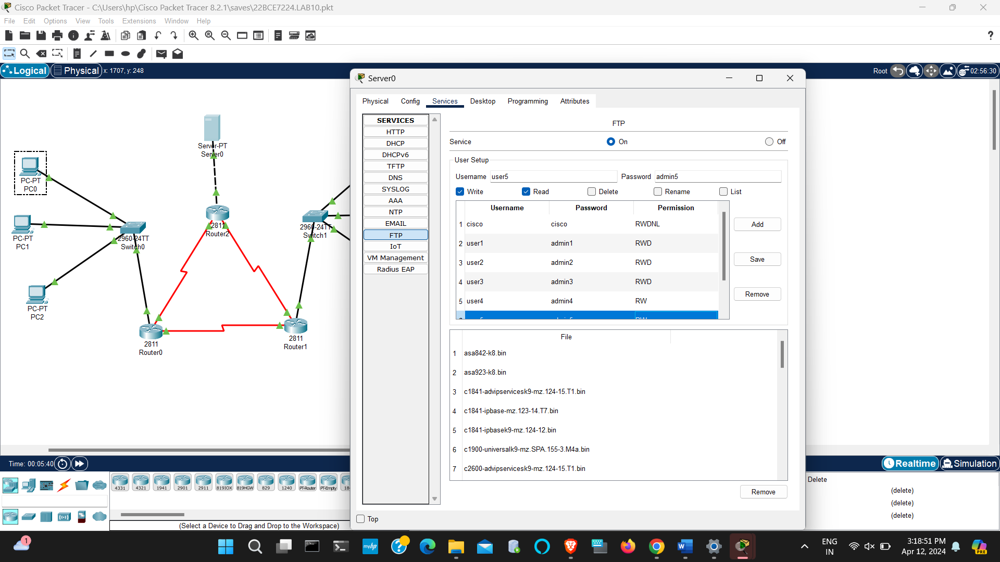 Cisco Packet Tracer - C:\Users\hp\Cisco Packet Tracer 8.2.1\saves\22BCE7224.LAB10.pkt
File Edit Options View Tools Extensions Window Help
?
Logical Physical x: 1707, y: 248
Root 02:56:30
Server-PT
Server0
PC-PT
PC0
PC-PT
PC1
PC-PT
PC2
2960-24TT
Switch0
2811
Router2
2960-24TT
Switch1
2811
Router0
2811
Router1
Server0
Physical Config Services Desktop Programming Attributes
SERVICES
HTTP
DHCP
DHCPv6
TFTP
DNS
SYSLOG
AAA
NTP
EMAIL
FTP
IoT
VM Management
Radius EAP
FTP
Service On Off
User Setup
Username user5 Password admin5
Write Read Delete Rename List
Username Password Permission
1 cisco cisco RWDNL
2 user1 admin1 RWD
3 user2 admin2 RWD
4 user3 admin3 RWD
5 user4 admin4 RW
Add
Save
Remove
File
1 asa842-k8.bin
2 asa923-k8.bin
3 c1841-advipservicesk9-mz.124-15.T1.bin
4 c1841-ipbase-mz.123-14.T7.bin
5 c1841-ipbasek9-mz.124-12.bin
6 c1900-universalk9-mz.SPA.155-3.M4a.bin
7 c2600-advipservicesk9-mz.124-15.T1.bin
Remove
Top
Time: 00:05:40
Realtime Simulation
4331 4321 1941 2901 2911 819IOX 819HGW 829 1240 PT-Router PT-Empty
(Select a Device to Drag and Drop to the Workspace)
Delete
(delete)
(delete)
(delete)
1
myhp
ENG
IN
3:18:51 PM
Apr 12, 2024
PRE